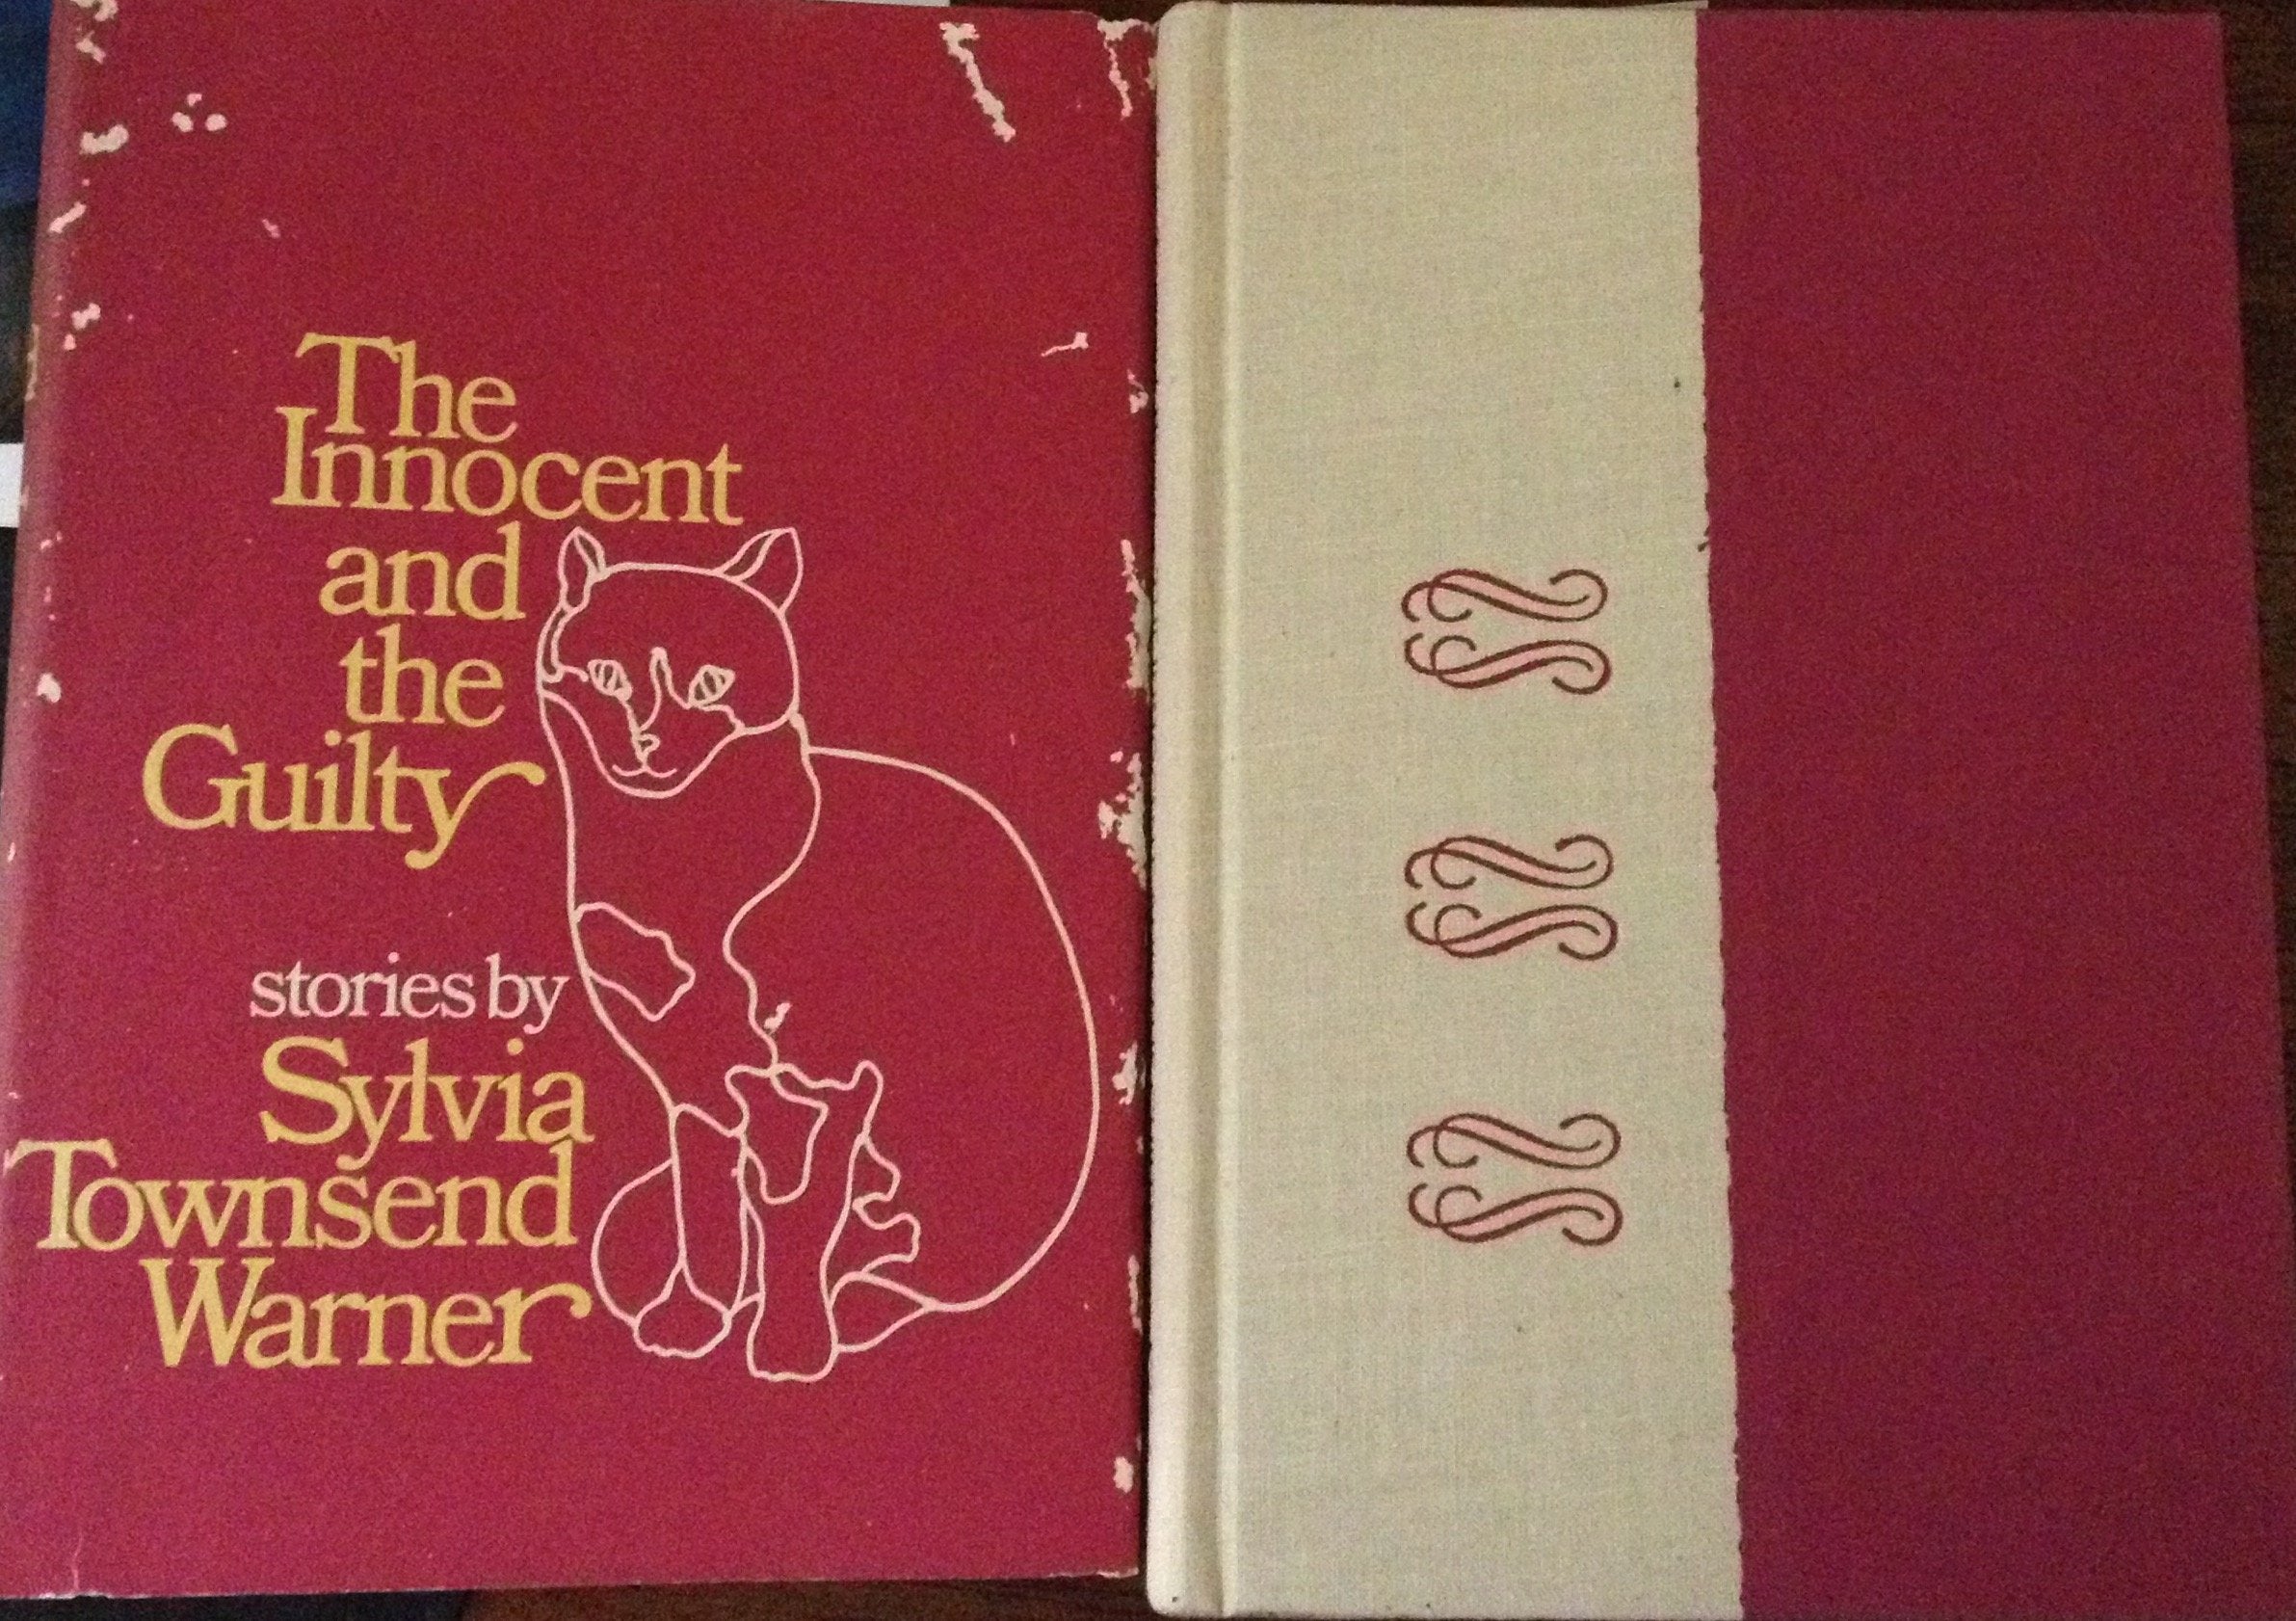 The
Innocent
and
the
Guilty
stories by
Sylvia
Townsend
Warner